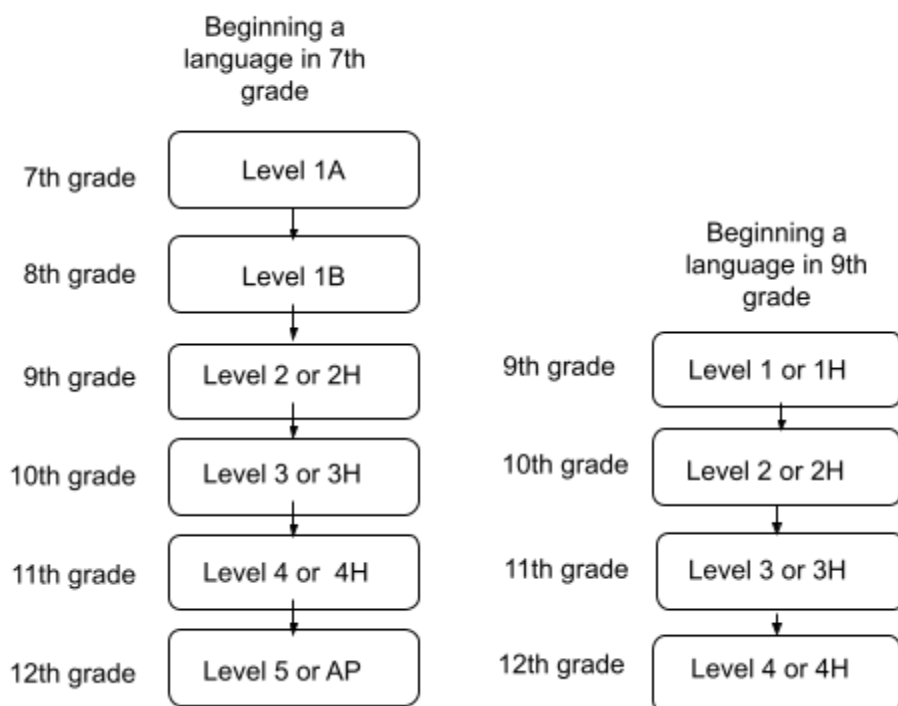 Beginning a
language in 7th
grade
7th grade
Level 1A
8th grade
Level 1B
9th grade
Level 2 or 2H
10th grade
Level 3 or 3H
11th grade
Level 4 or 4H
12th grade
Level 5 or AP
Beginning a
language in 9th
grade
9th grade
Level 1 or 1H
10th grade
Level 2 or 2H
11th grade
Level 3 or 3H
12th grade
Level 4 or 4H